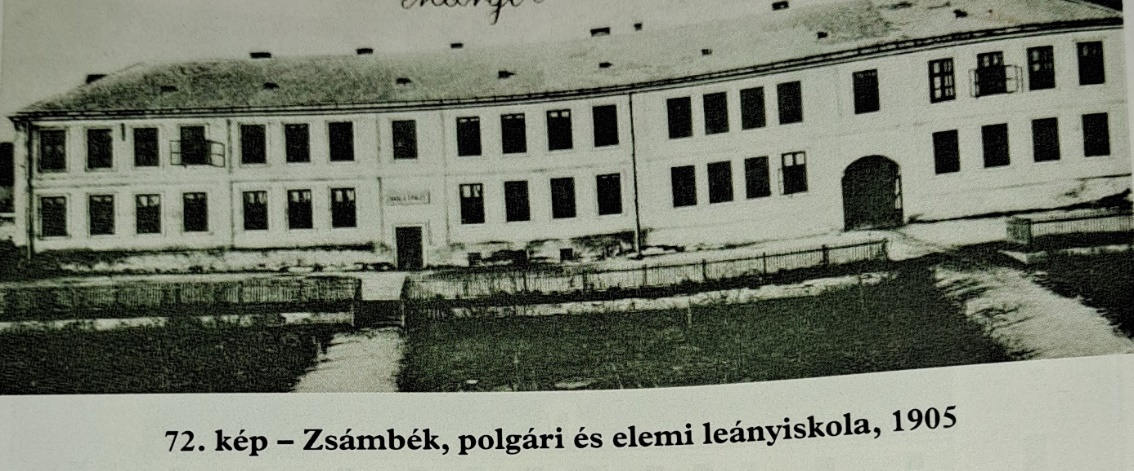 72. kép – Zsámbék, polgári és elemi leányiskola, 1905